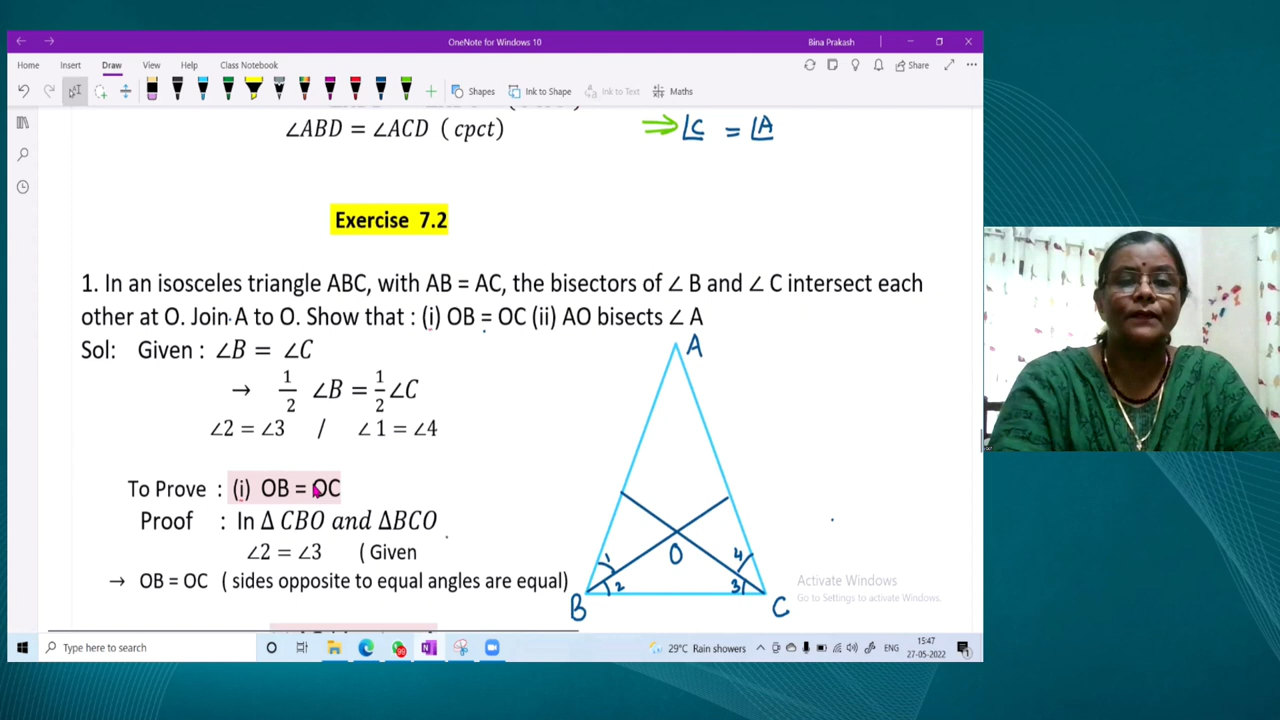 OneNote for Windows 10
Bina Prakash
Home Insert Draw View Help Class Notebook
Share
Shapes Ink to Shape Ink to Text Maths
∠ABD = ∠ACD ( cpct)
⇒ ∠C = ∠A
Exercise 7.2
1. In an isosceles triangle ABC, with AB = AC, the bisectors of ∠ B and ∠ C intersect each
other at O. Join A to O. Show that : (i) OB = OC (ii) AO bisects ∠ A
Sol: Given : ∠B = ∠C
→ 1/2 ∠B = 1/2 ∠C
∠2 = ∠3 / ∠ 1 = ∠4
To Prove : (i) OB = OC
Proof : In Δ CBO and ΔBCO
∠2 = ∠3 ( Given
→ OB = OC ( sides opposite to equal angles are equal)
A
O
1
2
4
3
B
C
Activate Windows
Go to Settings to activate Windows.
Type here to search
99
29°C Rain showers
ENG
15:47
27-05-2022
1